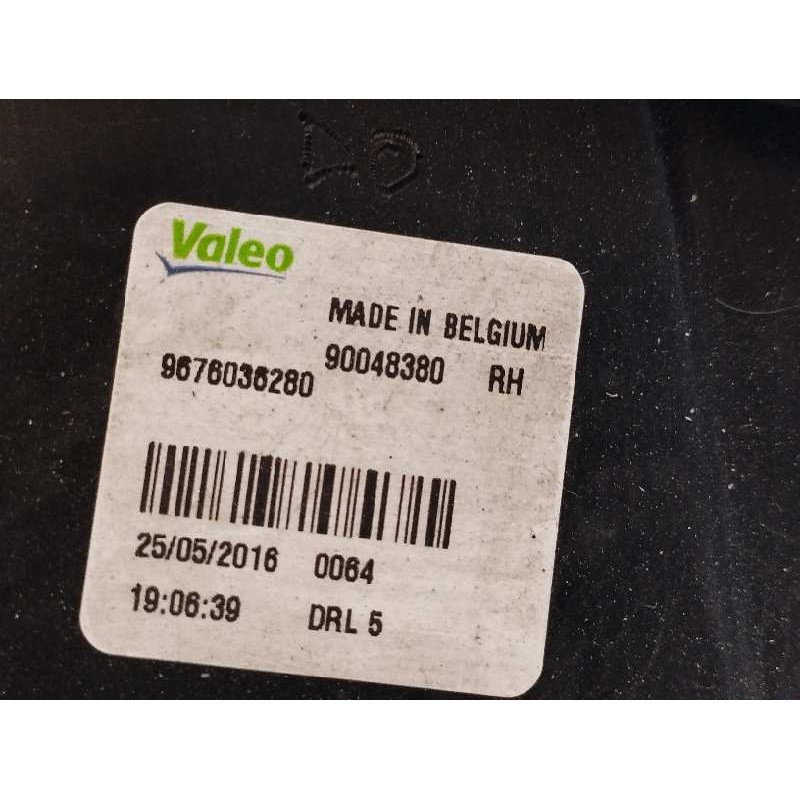 Valeo
MADE IN BELGIUM
9676036280 90048380 RH
25/05/2016 0064
19:06:39 DRL 5